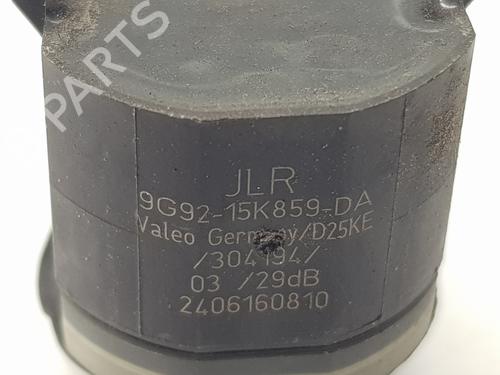 JLR
9G92-15K859-DA
Valeo Germany/D25KE
/304194/
03 /29dB
2406160810
PARTS